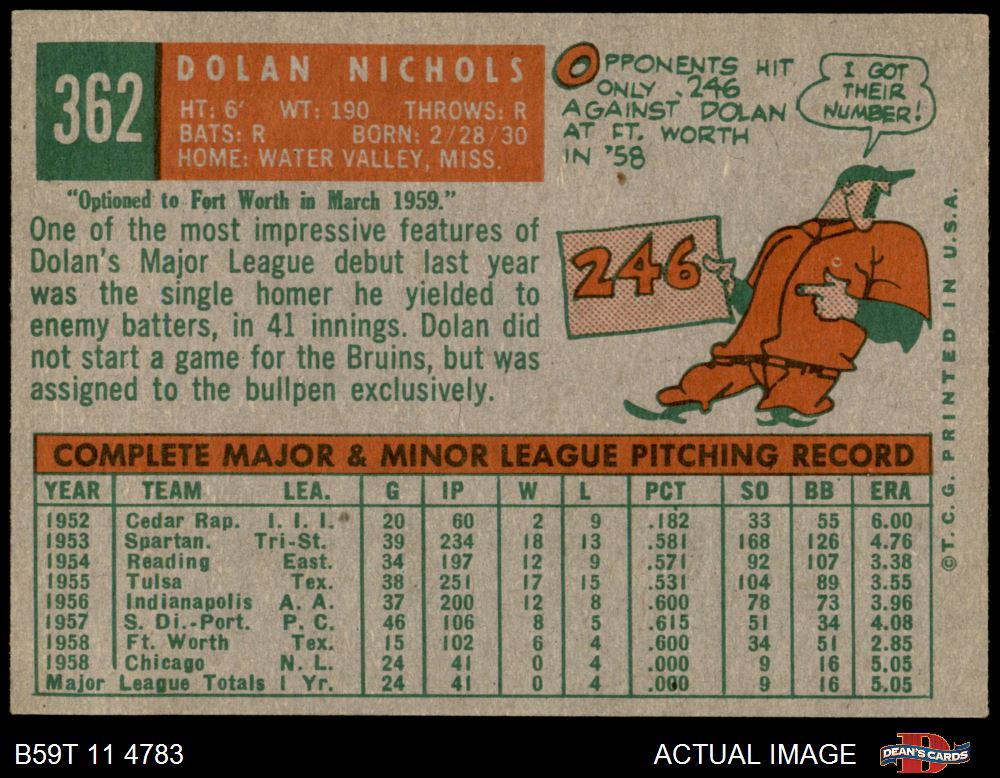 362
DOLAN NICHOLS
HT: 6' WT: 190 THROWS: R
BATS: R BORN: 2/28/30
HOME: WATER VALLEY, MISS.
OPPONENTS HIT
ONLY .246
AGAINST DOLAN
AT FT. WORTH
IN '58
I GOT
THEIR
NUMBER!
246
"Optioned to Fort Worth in March 1959."
One of the most impressive features of
Dolan's Major League debut last year
was the single homer he yielded to
enemy batters, in 41 innings. Dolan did
not start a game for the Bruins, but was
assigned to the bullpen exclusively.
COMPLETE MAJOR & MINOR LEAGUE PITCHING RECORD
YEAR TEAM LEA. G IP W L PCT SO BB ERA
1952 Cedar Rap. I. I. I. 20 60 2 9 .182 33 55 6.00
1953 Spartan. Tri-St. 39 234 18 13 .581 168 126 4.76
1954 Reading East. 34 197 12 9 .571 92 107 3.38
1955 Tulsa Tex. 38 251 17 15 .531 104 89 3.55
1956 Indianapolis A. A. 37 200 12 8 .600 78 73 3.96
1957 S. Di.-Port. P. C. 46 106 8 5 .615 51 34 4.08
1958 Ft. Worth Tex. 15 102 6 4 .600 34 51 2.85
1958 Chicago N. L. 24 41 0 4 .000 9 16 5.05
Major League Totals 1 Yr. 24 41 0 4 .000 9 16 5.05
©T. C. G. PRINTED IN U.S.A.
B59T 11 4783
ACTUAL IMAGE
DEAN'S CARDS